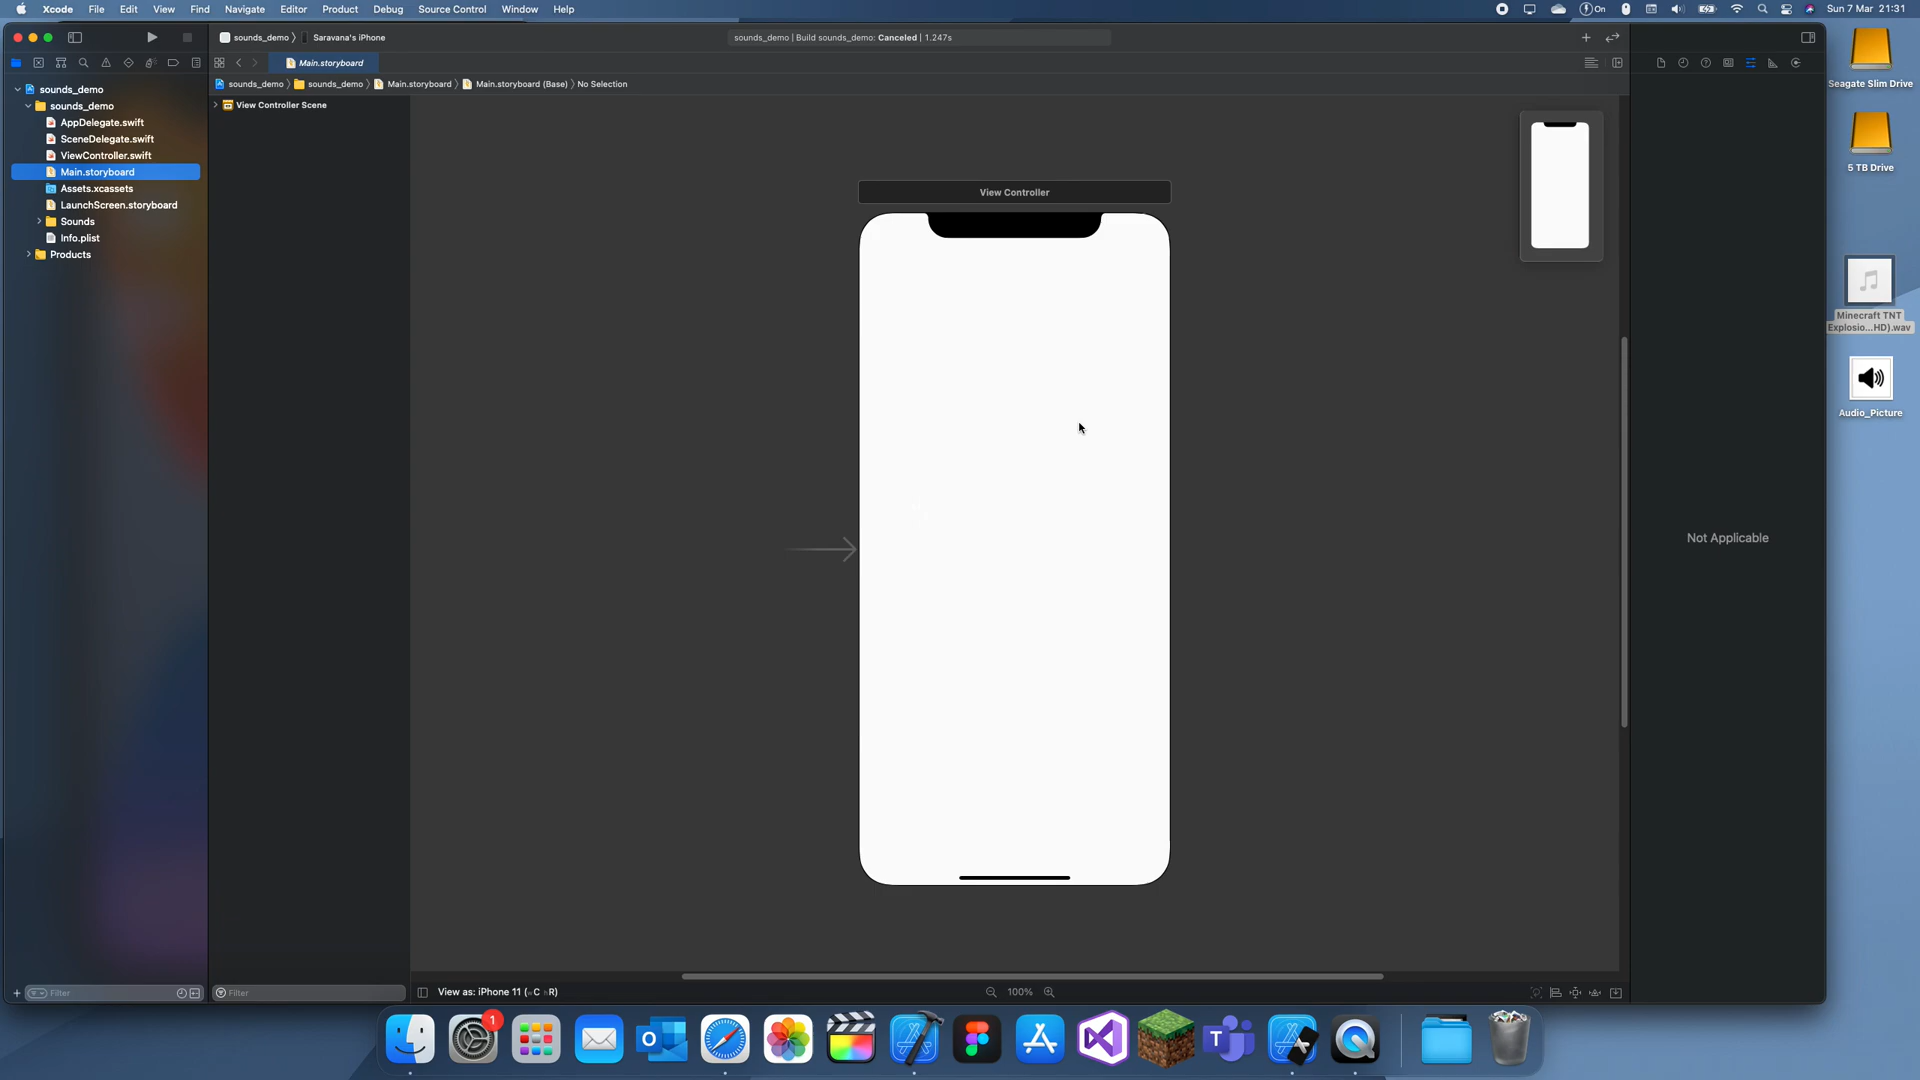 Xcode File Edit View Find Navigate Editor Product Debug Source Control Window Help
On Sun 7 Mar 21:31
sounds_demo Saravana's iPhone
sounds_demo | Build sounds_demo: Canceled | 1.247s
Main.storyboard
sounds_demo sounds_demo Main.storyboard Main.storyboard (Base) No Selection
sounds_demo
sounds_demo
AppDelegate.swift
SceneDelegate.swift
ViewController.swift
Main.storyboard
Assets.xcassets
LaunchScreen.storyboard
Sounds
Info.plist
Products
View Controller Scene
View Controller
Not Applicable
Seagate Slim Drive
5 TB Drive
Minecraft TNT
Explosio...HD).wav
Audio_Picture
Filter
Filter
View as: iPhone 11 (wC hR)
100%
1